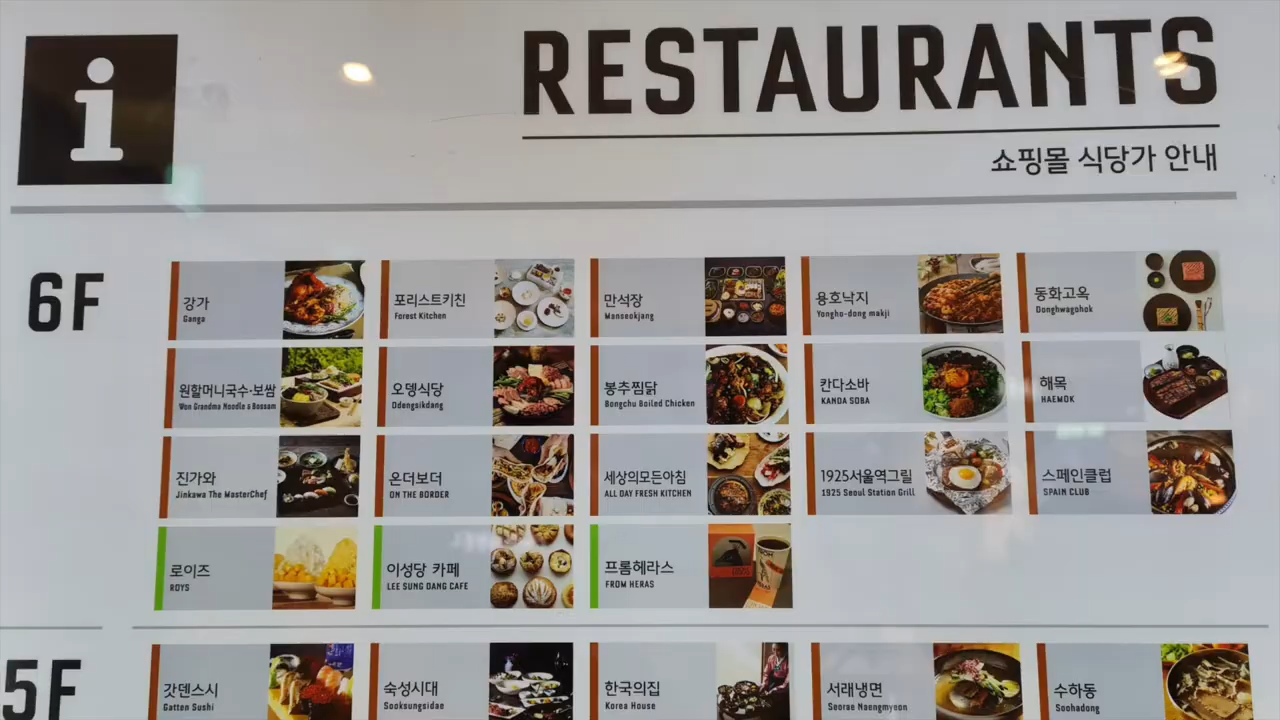 i
RESTAURANTS
쇼핑몰 식당가 안내
6F
강가
Ganga
포리스트키친
Forest Kitchen
만석장
Manseokjang
용호낙지
Yongho-dong makji
동화고옥
Donghwagohok
원할머니국수·보쌈
Won Grandma Noodle & Bossam
오뎅식당
Odengsikdang
봉추찜닭
Bongchu Boiled Chicken
칸다소바
KANDA SOBA
해목
HAEMOK
진가와
Jinkawa The MasterChef
온더보더
ON THE BORDER
세상의모든아침
ALL DAY FRESH KITCHEN
1925서울역그릴
1925 Seoul Station Grill
스페인클럽
SPAIN CLUB
로이즈
ROYS
이성당 카페
LEE SUNG DANG CAFE
프롬헤라스
FROM HERAS
5F
갓덴스시
Gatten Sushi
숙성시대
Sooksungsidae
한국의집
Korea House
서래냉면
Seorae Naengmyeon
수하동
Soohadong